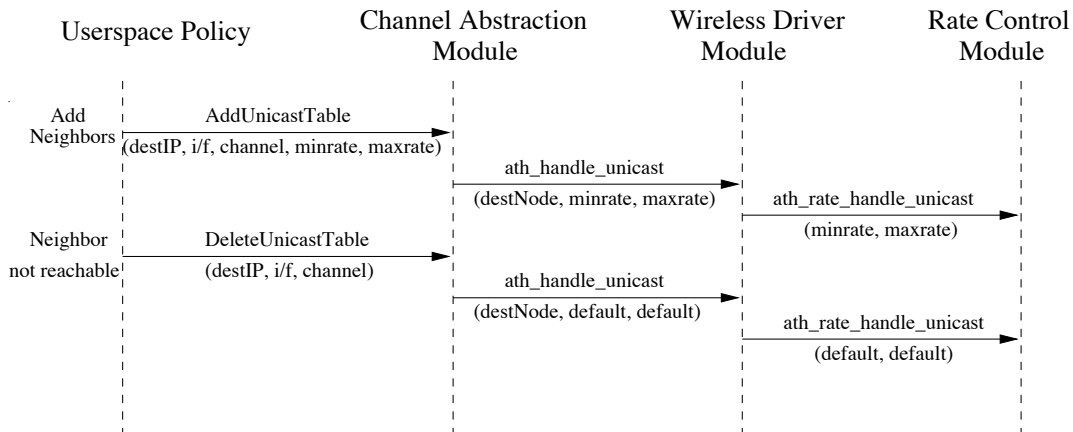 Userspace Policy
Channel Abstraction
Module
Wireless Driver
Module
Rate Control
Module
Add
Neighbors
AddUnicastTable
(destIP, i/f, channel, minrate, maxrate)
ath_handle_unicast
(destNode, minrate, maxrate)
ath_rate_handle_unicast
(minrate, maxrate)
Neighbor
not reachable
DeleteUnicastTable
(destIP, i/f, channel)
ath_handle_unicast
(destNode, default, default)
ath_rate_handle_unicast
(default, default)